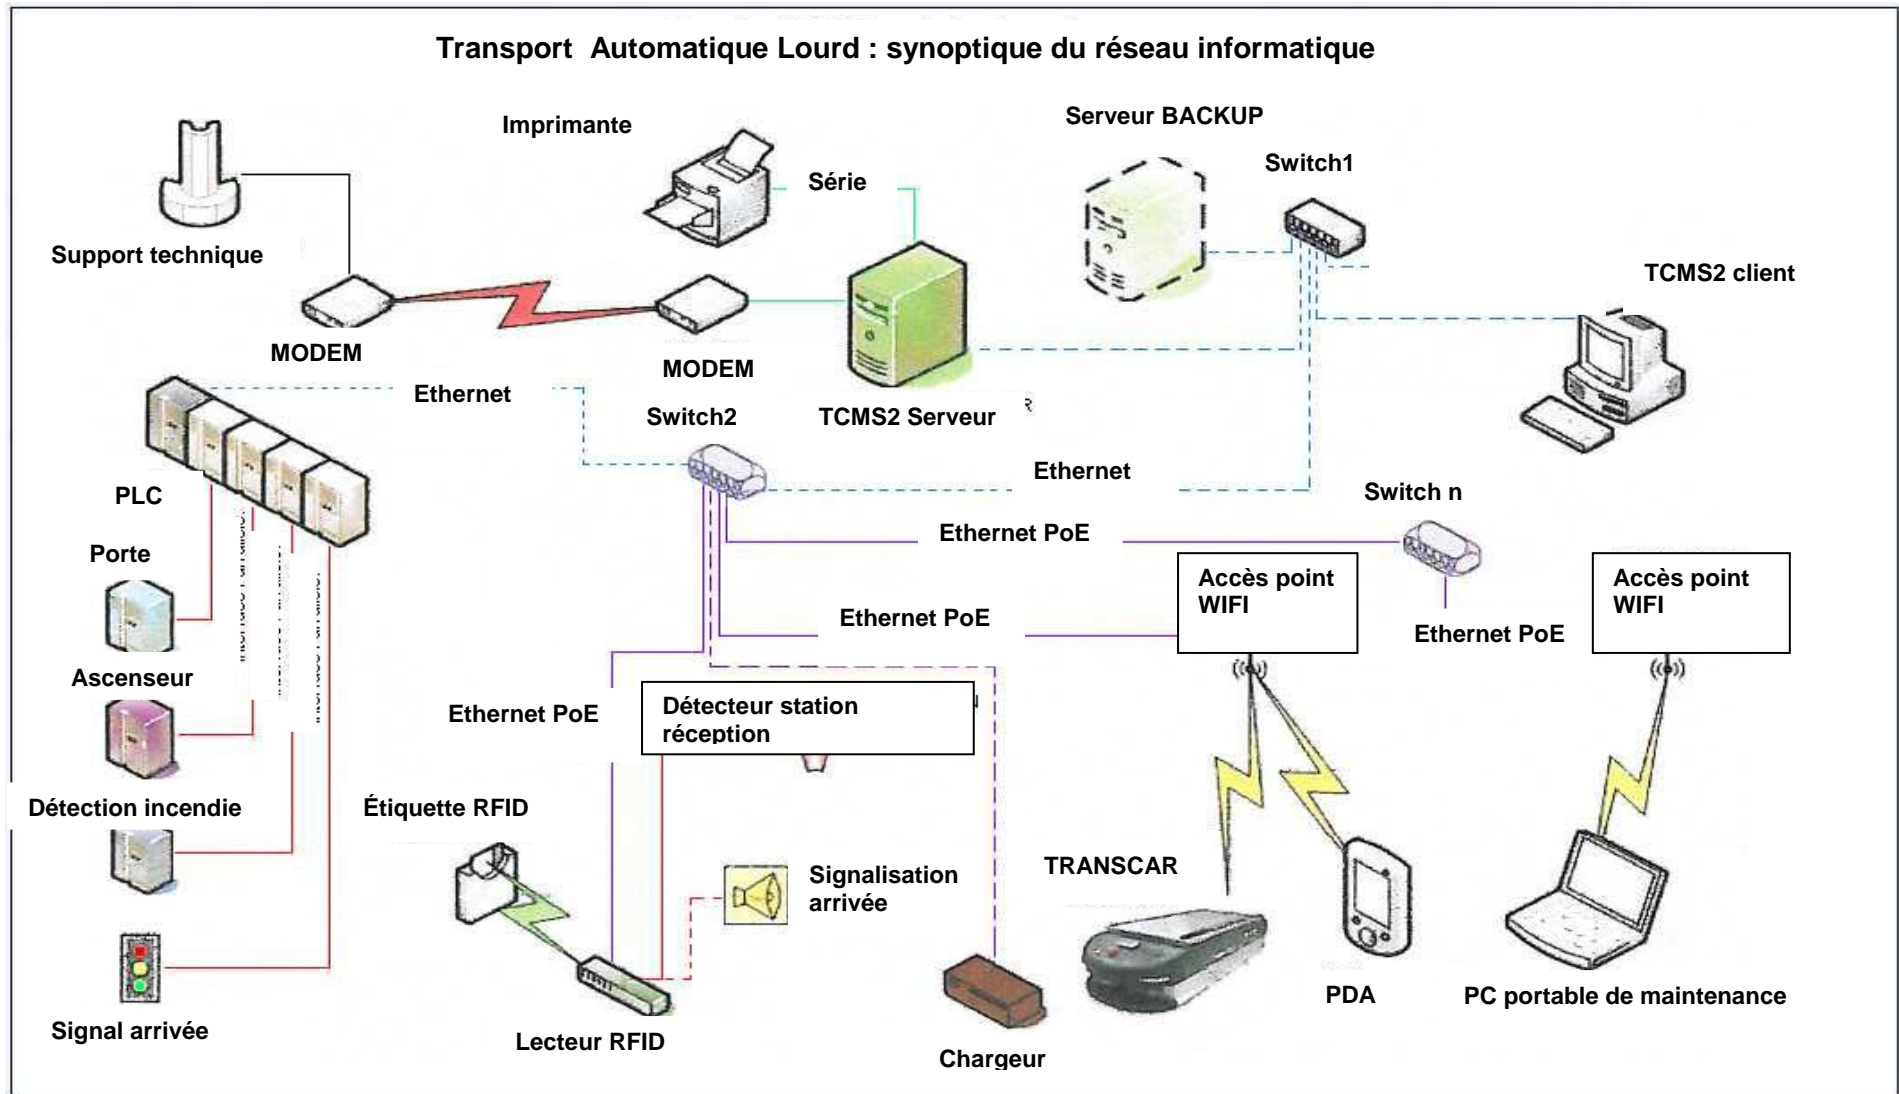 Transport Automatique Lourd : synoptique du réseau informatique
Imprimante
Serveur BACKUP
Switch1
Série
Support technique
TCMS2 client
MODEM
MODEM
Ethernet
Switch2
TCMS2 Serveur
R
Ethernet
PLC
Switch n
Ethernet PoE
Porte
Accès point
WIFI
Accès point
WIFI
Ethernet PoE
Ethernet PoE
Ascenseur
Ethernet PoE
Détecteur station
réception
Détection incendie
Étiquette RFID
Signalisation
arrivée
TRANSCAR
PDA
PC portable de maintenance
Signal arrivée
Lecteur RFID
Chargeur